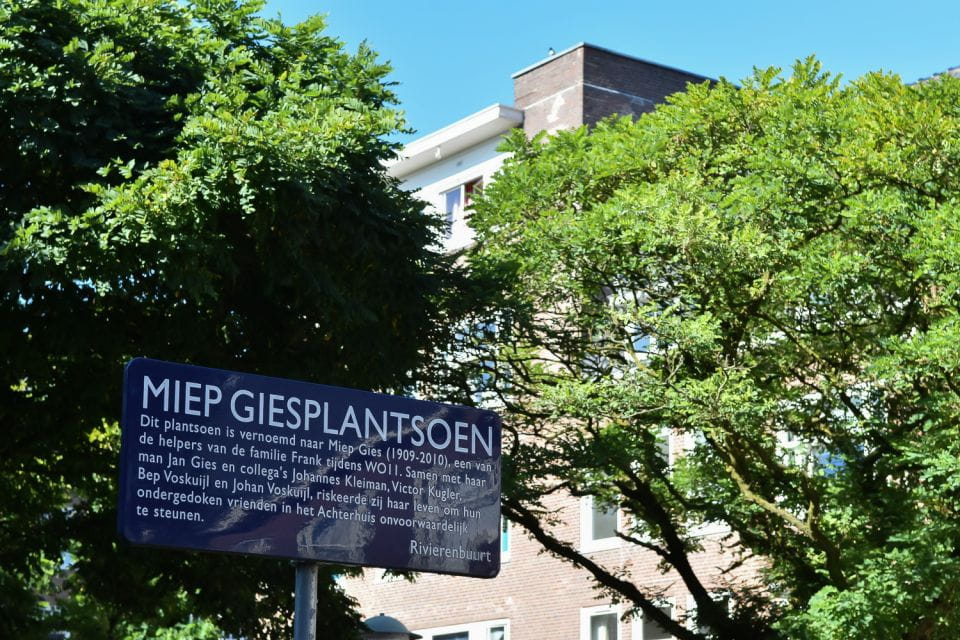 MIEP GIESPLANTSOEN
Dit plantsoen is vernoemd naar Miep Gies (1909-2010), een van
de helpers van de familie Frank tijdens WO11. Samen met haar
man Jan Gies en collega's Johannes Kleiman, Victor Kugler,
Bep Voskuijl en Johan Voskuijl, riskeerde zij haar leven om hun
ondergedoken vrienden in het Achterhuis onvoorwaardelijk
te steunen.
Rivierenbuurt